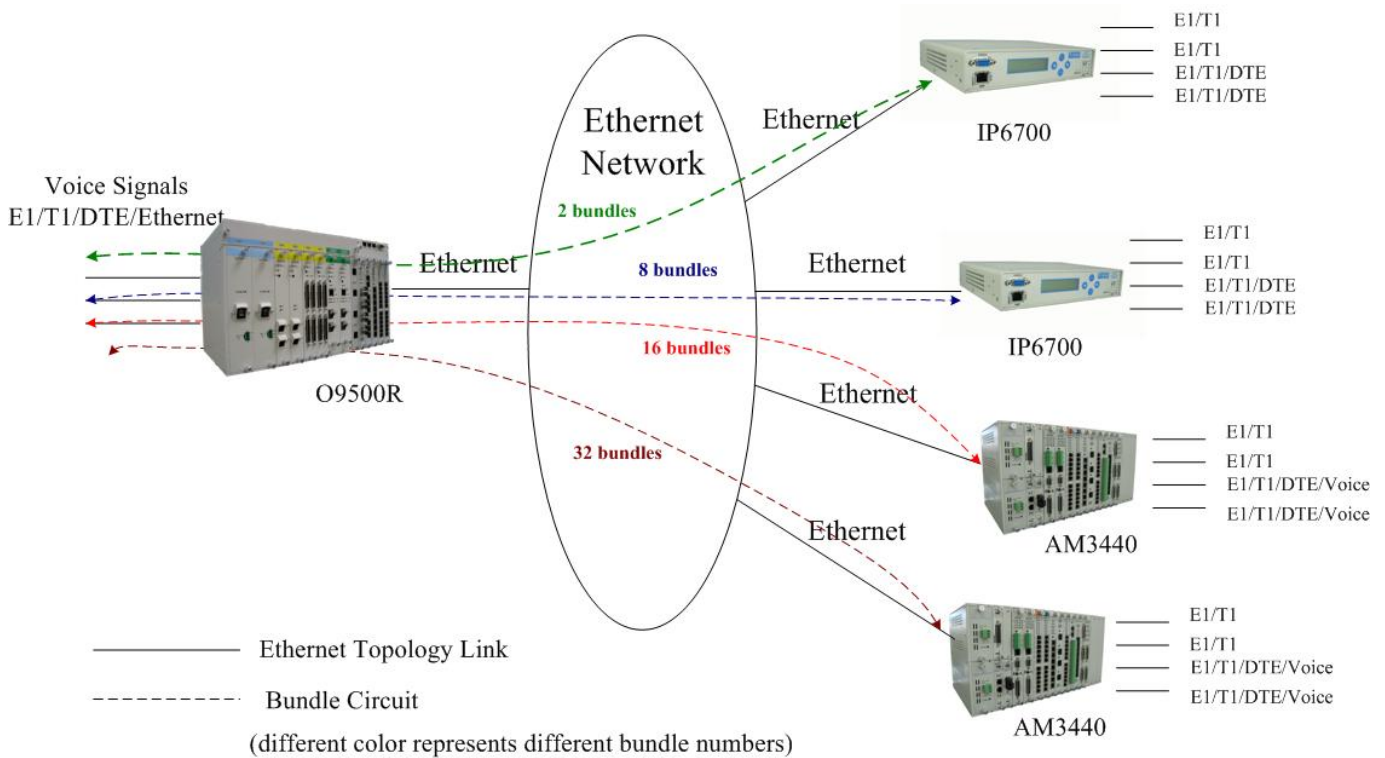 E1/T1
E1/T1
E1/T1/DTE
E1/T1/DTE
IP6700
Ethernet
Network
Ethernet
Voice Signals
E1/T1/DTE/Ethernet
2 bundles
Ethernet
8 bundles
Ethernet
E1/T1
E1/T1
E1/T1/DTE
E1/T1/DTE
IP6700
16 bundles
O9500R
Ethernet
32 bundles
E1/T1
E1/T1
E1/T1/DTE/Voice
E1/T1/DTE/Voice
AM3440
Ethernet
E1/T1
E1/T1
E1/T1/DTE/Voice
E1/T1/DTE/Voice
AM3440
Ethernet Topology Link
Bundle Circuit
(different color represents different bundle numbers)